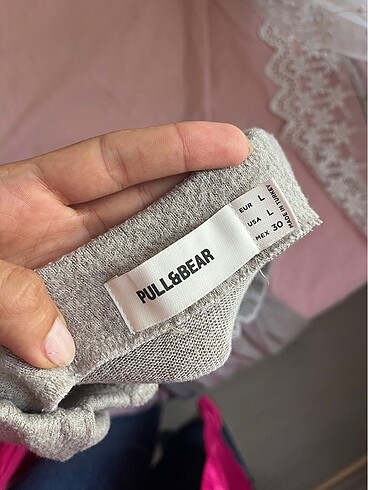 PULL&BEAR
EUR L
USA L
MEX 30
MADE IN TURKEY